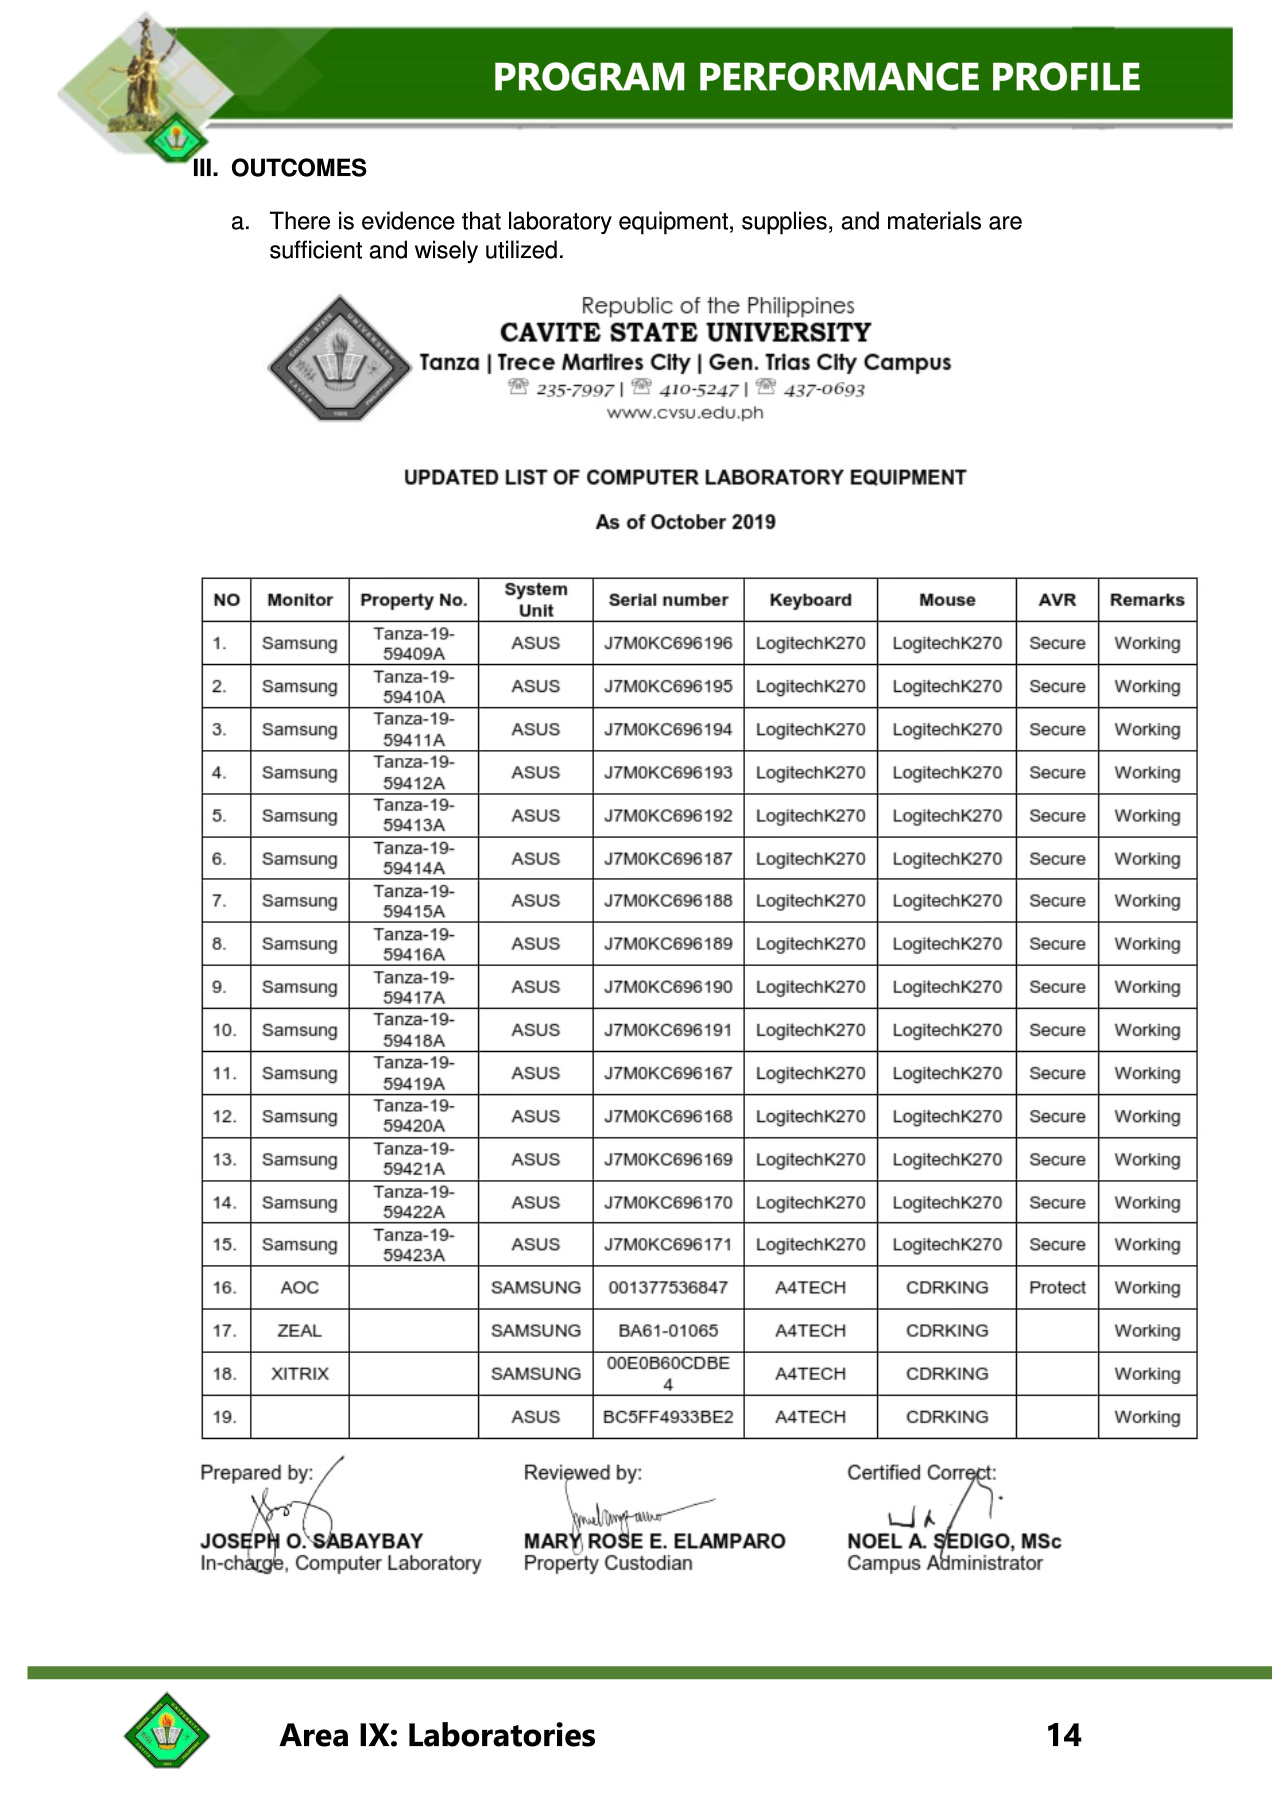 PROGRAM PERFORMANCE PROFILE
III. OUTCOMES
a. There is evidence that laboratory equipment, supplies, and materials are
sufficient and wisely utilized.
Republic of the Philippines
CAVITE STATE UNIVERSITY
Tanza | Trece Martires City | Gen. Trias City Campus
☏ 235-7997 | ☏ 410-5247 | ☏ 437-0693
www.cvsu.edu.ph
UPDATED LIST OF COMPUTER LABORATORY EQUIPMENT
As of October 2019
NO Monitor Property No. System Unit Serial number Keyboard Mouse AVR Remarks
1. Samsung Tanza-19-59409A ASUS J7M0KC696196 LogitechK270 LogitechK270 Secure Working
2. Samsung Tanza-19-59410A ASUS J7M0KC696195 LogitechK270 LogitechK270 Secure Working
3. Samsung Tanza-19-59411A ASUS J7M0KC696194 LogitechK270 LogitechK270 Secure Working
4. Samsung Tanza-19-59412A ASUS J7M0KC696193 LogitechK270 LogitechK270 Secure Working
5. Samsung Tanza-19-59413A ASUS J7M0KC696192 LogitechK270 LogitechK270 Secure Working
6. Samsung Tanza-19-59414A ASUS J7M0KC696187 LogitechK270 LogitechK270 Secure Working
7. Samsung Tanza-19-59415A ASUS J7M0KC696188 LogitechK270 LogitechK270 Secure Working
8. Samsung Tanza-19-59416A ASUS J7M0KC696189 LogitechK270 LogitechK270 Secure Working
9. Samsung Tanza-19-59417A ASUS J7M0KC696190 LogitechK270 LogitechK270 Secure Working
10. Samsung Tanza-19-59418A ASUS J7M0KC696191 LogitechK270 LogitechK270 Secure Working
11. Samsung Tanza-19-59419A ASUS J7M0KC696167 LogitechK270 LogitechK270 Secure Working
12. Samsung Tanza-19-59420A ASUS J7M0KC696168 LogitechK270 LogitechK270 Secure Working
13. Samsung Tanza-19-59421A ASUS J7M0KC696169 LogitechK270 LogitechK270 Secure Working
14. Samsung Tanza-19-59422A ASUS J7M0KC696170 LogitechK270 LogitechK270 Secure Working
15. Samsung Tanza-19-59423A ASUS J7M0KC696171 LogitechK270 LogitechK270 Secure Working
16. AOC SAMSUNG 001377536847 A4TECH CDRKING Protect Working
17. ZEAL SAMSUNG BA61-01065 A4TECH CDRKING Working
18. XITRIX SAMSUNG 00E0B60CDBE4 A4TECH CDRKING Working
19. ASUS BC5FF4933BE2 A4TECH CDRKING Working
Prepared by: Reviewed by: Certified Correct:
JOSEPH O. SABAYBAY MARY ROSE E. ELAMPARO NOEL A. SEDIGO, MSc
In-charge, Computer Laboratory Property Custodian Campus Administrator
Area IX: Laboratories 14